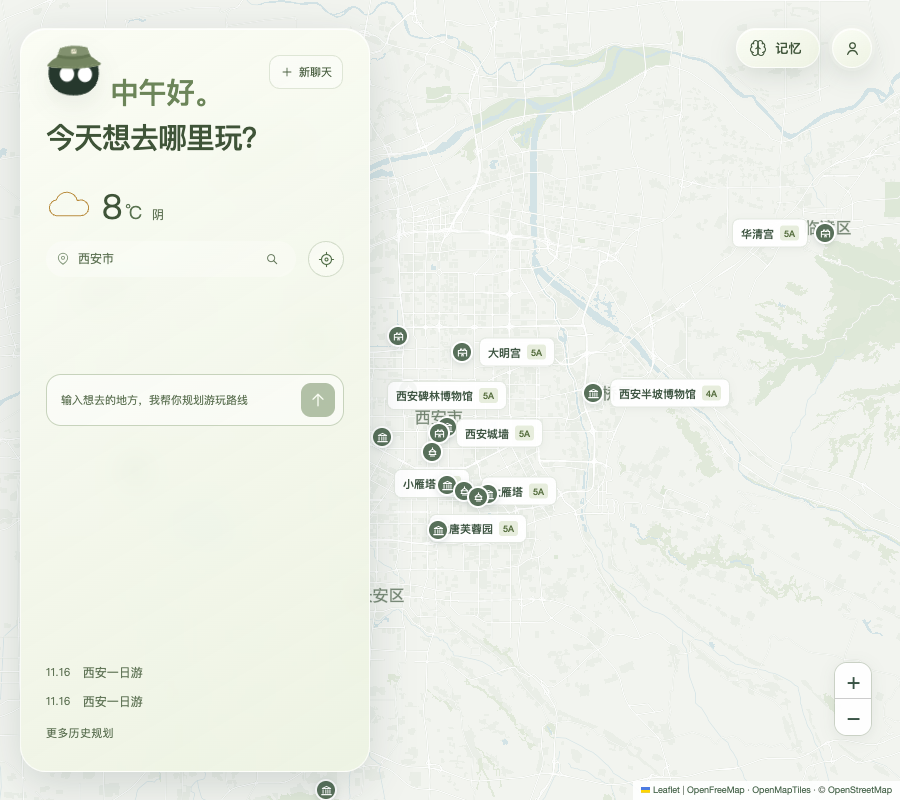 中午好。
新聊天
今天想去哪里玩?
8℃ 阴
西安市
输入想去的地方，我帮你规划游玩路线
11.16 西安一日游
11.16 西安一日游
更多历史规划
记忆
华清宫 5A
大明宫 5A
西安半坡博物馆 4A
西安碑林博物馆 5A
西安市
西安城墙 5A
小雁塔
雁塔 5A
唐芙蓉园 5A
安区
+
−
Leaflet | OpenFreeMap · OpenMapTiles · © OpenStreetMap